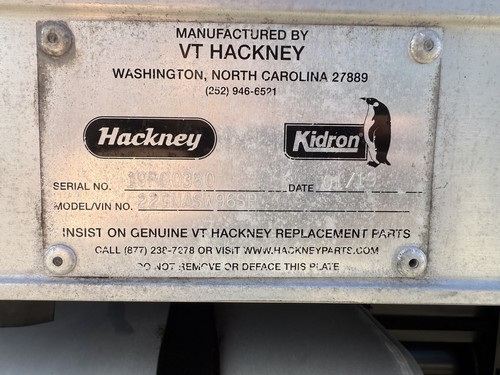 MANUFACTURED BY
VT HACKNEY
WASHINGTON, NORTH CAROLINA 27889
(252) 946-6521
Hackney
Kidron
SERIAL NO.
DATE
MODEL/VIN NO.
INSIST ON GENUINE VT HACKNEY REPLACEMENT PARTS
CALL (877) 238-7278 OR VISIT WWW.HACKNEYPARTS.COM
DO NOT REMOVE OR DEFACE THIS PLATE